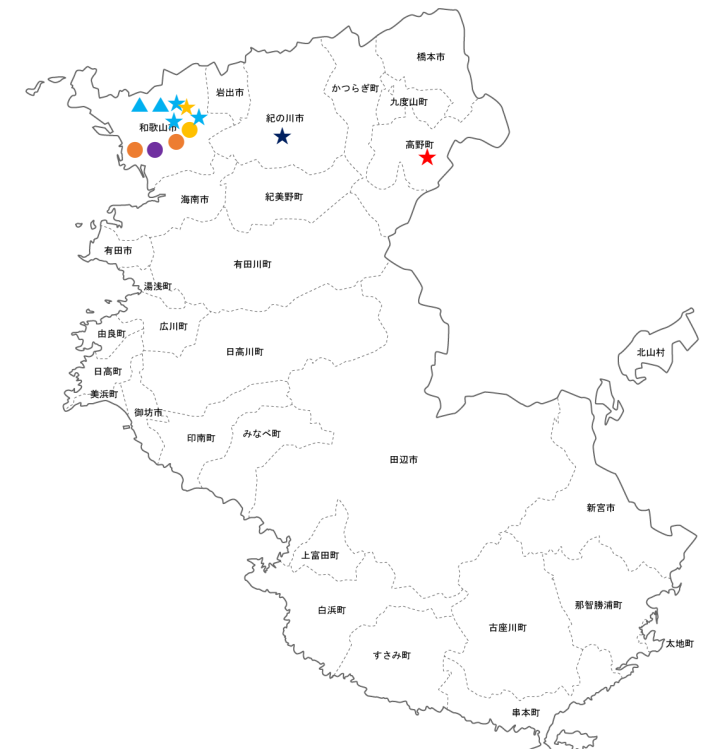 橋本市
かつらぎ町
岩出市
九度山町
紀の川市
和歌山市
高野町
紀美野町
海南市
有田市
有田川町
湯浅町
広川町
由良町
北山村
日高川町
日高町
美浜町
御坊市
みなべ町
印南町
田辺市
新宮市
上富田町
那智勝浦町
白浜町
古座川町
太地町
すさみ町
串本町